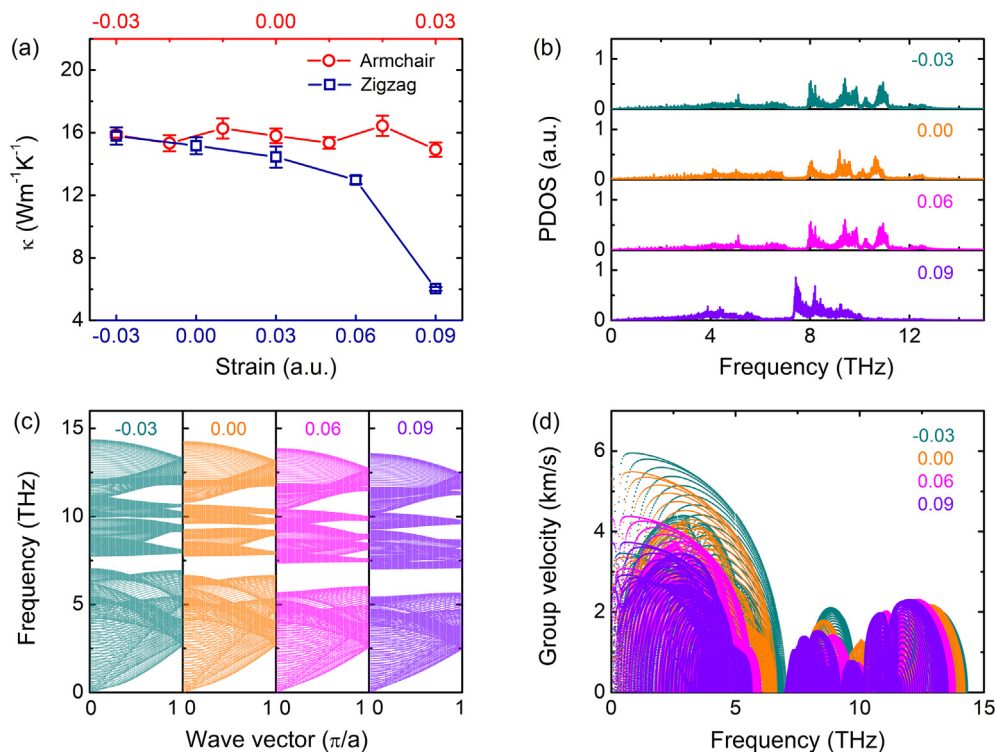 (a)
-0.03 0.00 0.03
22
20
16
12
8
4
κ (Wm⁻¹K⁻¹)
Armchair
Zigzag
-0.03 0.00 0.03 0.06 0.09
Strain (a.u.)
(b)
PDOS (a.u.)
1
0
-0.03
1
0
0.00
1
0
0.06
1
0
0.09
0 4 8 12
Frequency (THz)
(c)
Frequency (THz)
15
10
5
0
-0.03 0.00 0.06 0.09
0 1 0 1 0 1 0 1
Wave vector (π/a)
(d)
Group velocity (km/s)
6
4
2
0
-0.03
0.00
0.06
0.09
0 5 10 15
Frequency (THz)